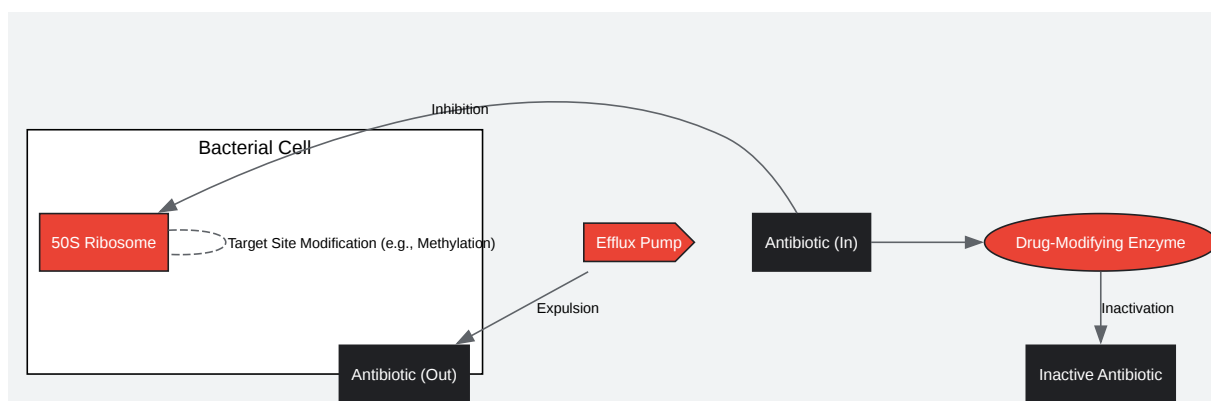 Inhibition
Bacterial Cell
50S Ribosome
Target Site Modification (e.g., Methylation)
Efflux Pump
Antibiotic (In)
Drug-Modifying Enzyme
Expulsion
Inactivation
Antibiotic (Out)
Inactive Antibiotic